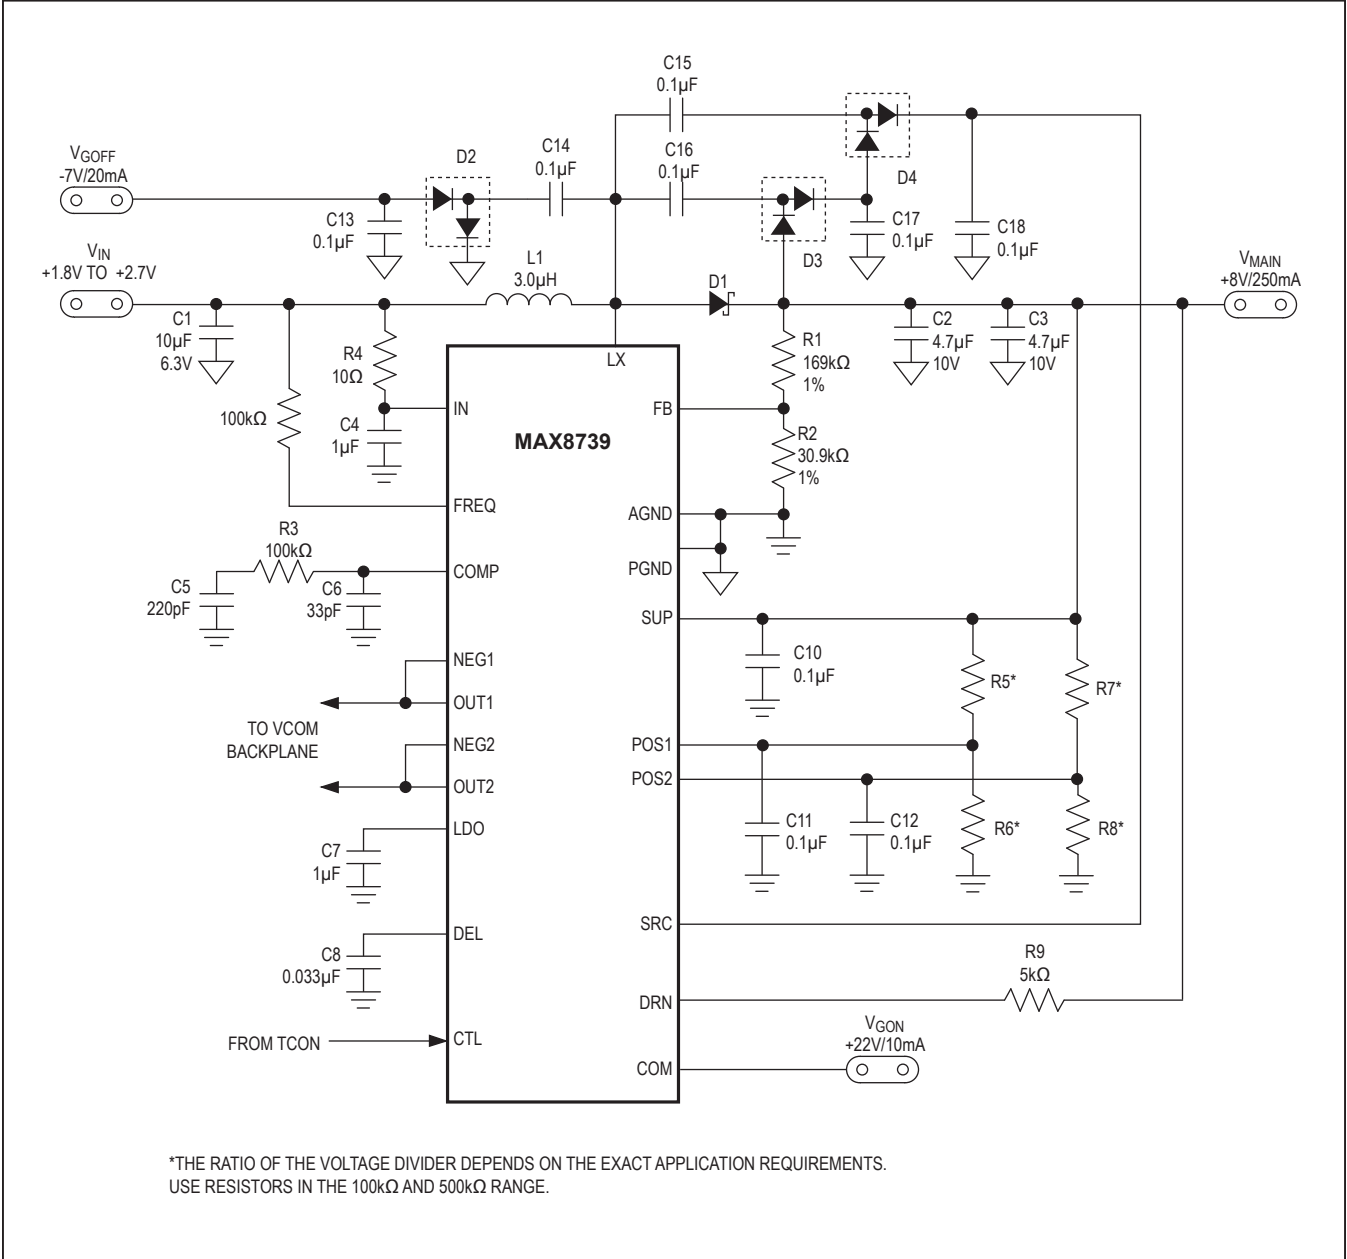 C15
0.1µF
VGOFF
-7V/20mA
D2
C14
0.1µF
C16
0.1µF
D4
C13
0.1µF
C17
0.1µF
C18
0.1µF
D3
VIN
+1.8V TO +2.7V
L1
3.0µH
D1
VMAIN
+8V/250mA
C1
10µF
6.3V
R4
10Ω
LX
R1
169kΩ
1%
C2
4.7µF
10V
C3
4.7µF
10V
100kΩ
C4
1µF
IN
FB
MAX8739
R2
30.9kΩ
1%
FREQ
AGND
R3
100kΩ
COMP
PGND
C5
220pF
C6
33pF
SUP
C10
0.1µF
R5*
R7*
NEG1
OUT1
TO VCOM
BACKPLANE
NEG2
POS1
OUT2
POS2
C11
0.1µF
C12
0.1µF
R6*
R8*
LDO
C7
1µF
DEL
SRC
C8
0.033µF
R9
5kΩ
DRN
FROM TCON
CTL
VGON
+22V/10mA
COM
*THE RATIO OF THE VOLTAGE DIVIDER DEPENDS ON THE EXACT APPLICATION REQUIREMENTS.
USE RESISTORS IN THE 100kΩ AND 500kΩ RANGE.